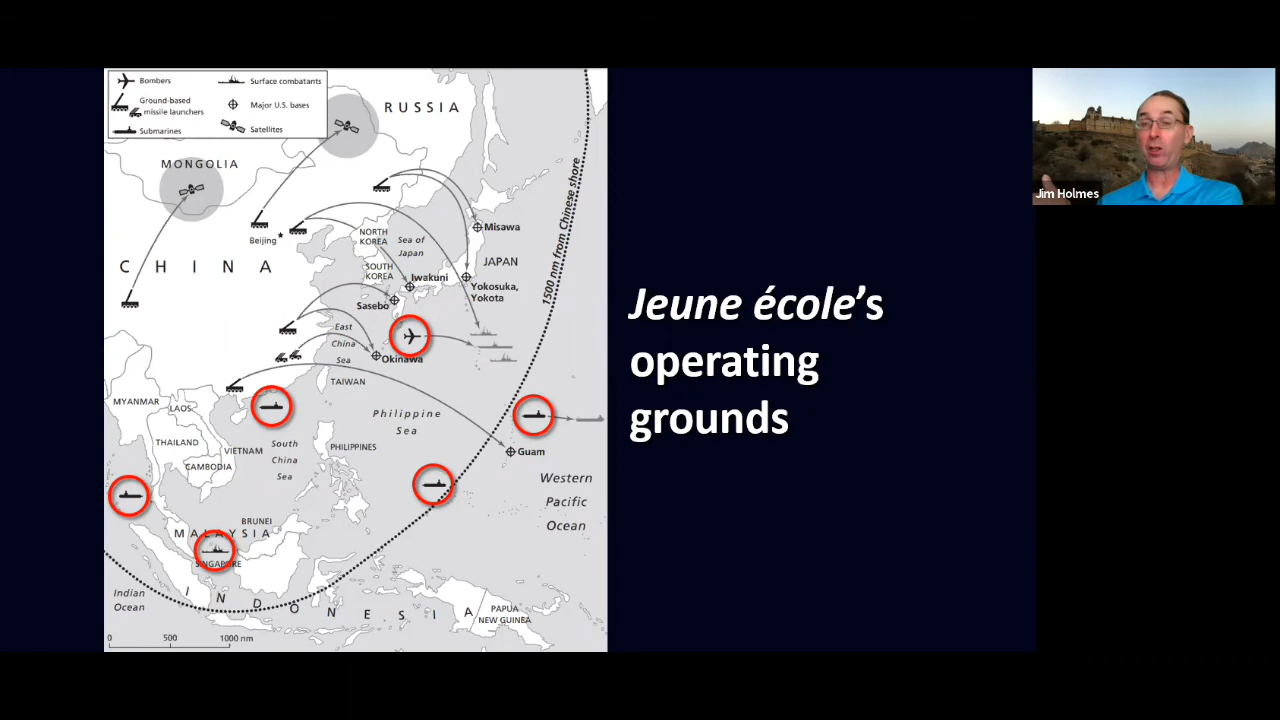 Bombers
Surface combatants
Ground-based
missile launchers
Major U.S. bases
Submarines
Satellites
RUSSIA
MONGOLIA
Beijing
NORTH
KOREA
Sea of
Japan
Misawa
CHINA
SOUTH
KOREA
JAPAN
Iwakuni
Yokosuka,
Yokota
Sasebo
1500 nm from Chinese shore
East
China
Sea
Okinawa
TAIWAN
MYANMAR
LAOS
Philippine
Sea
THAILAND
VIETNAM
South
China
Sea
PHILIPPINES
Guam
CAMBODIA
Western
Pacific
Ocean
BRUNEI
MALAYSIA
SINGAPORE
Indian
Ocean
INDONESIA
PAPUA
NEW GUINEA
0 500 1000 nm
Jeune école's
operating
grounds
Jim Holmes